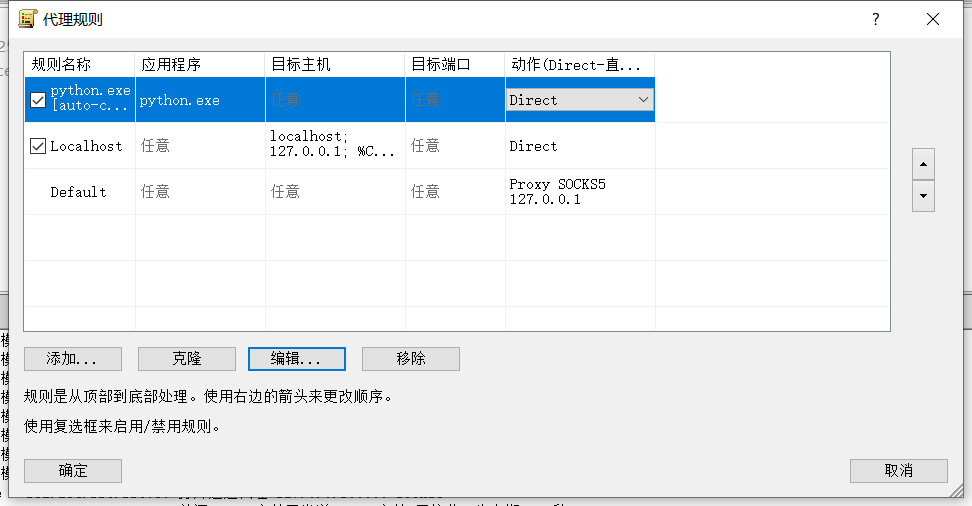 代理规则
?
规则名称 应用程序 目标主机 目标端口 动作(Direct-直...
python.exe
[auto-c... python.exe 任意 任意 Direct
localhost;
Localhost 任意 127.0.0.1; %C... 任意 Direct
Default 任意 任意 任意 Proxy SOCKS5
127.0.0.1
添加... 克隆 编辑... 移除
规则是从顶部到底部处理。使用右边的箭头来更改顺序。
使用复选框来启用/禁用规则。
确定 取消